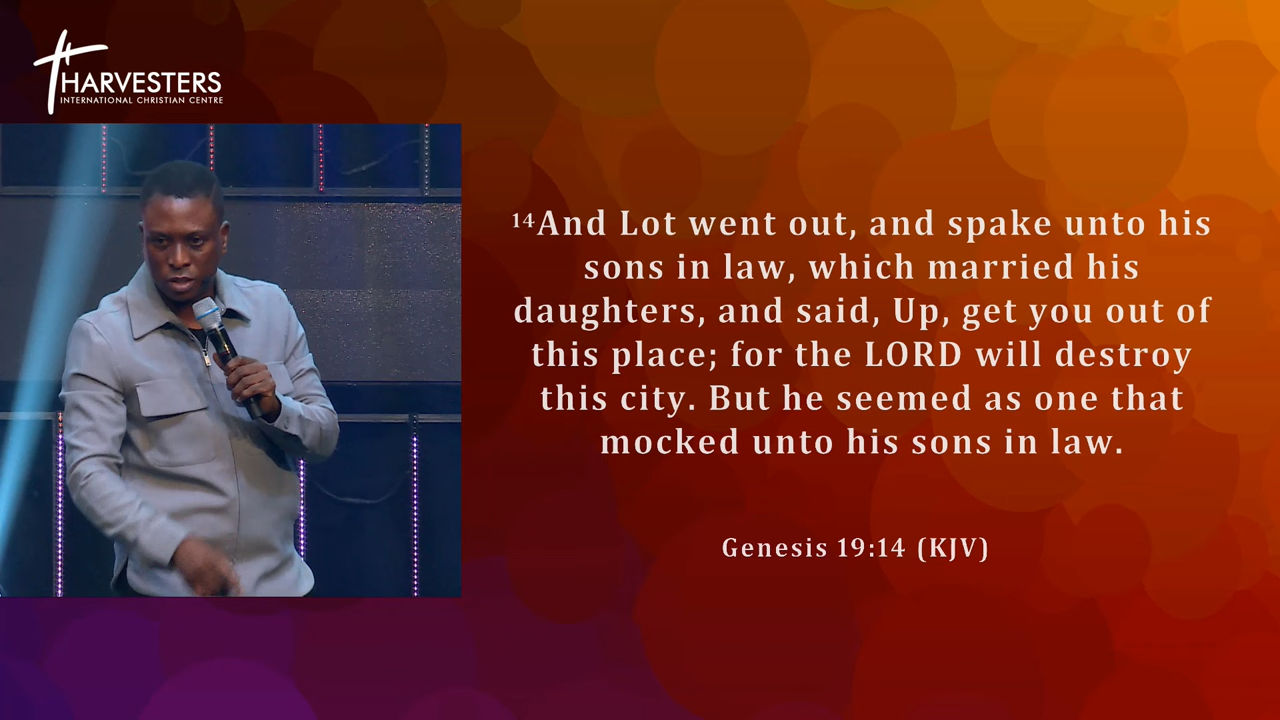 HARVESTERS
INTERNATIONAL CHRISTIAN CENTRE
¹⁴And Lot went out, and spake unto his
sons in law, which married his
daughters, and said, Up, get you out of
this place; for the LORD will destroy
this city. But he seemed as one that
mocked unto his sons in law.
Genesis 19:14 (KJV)